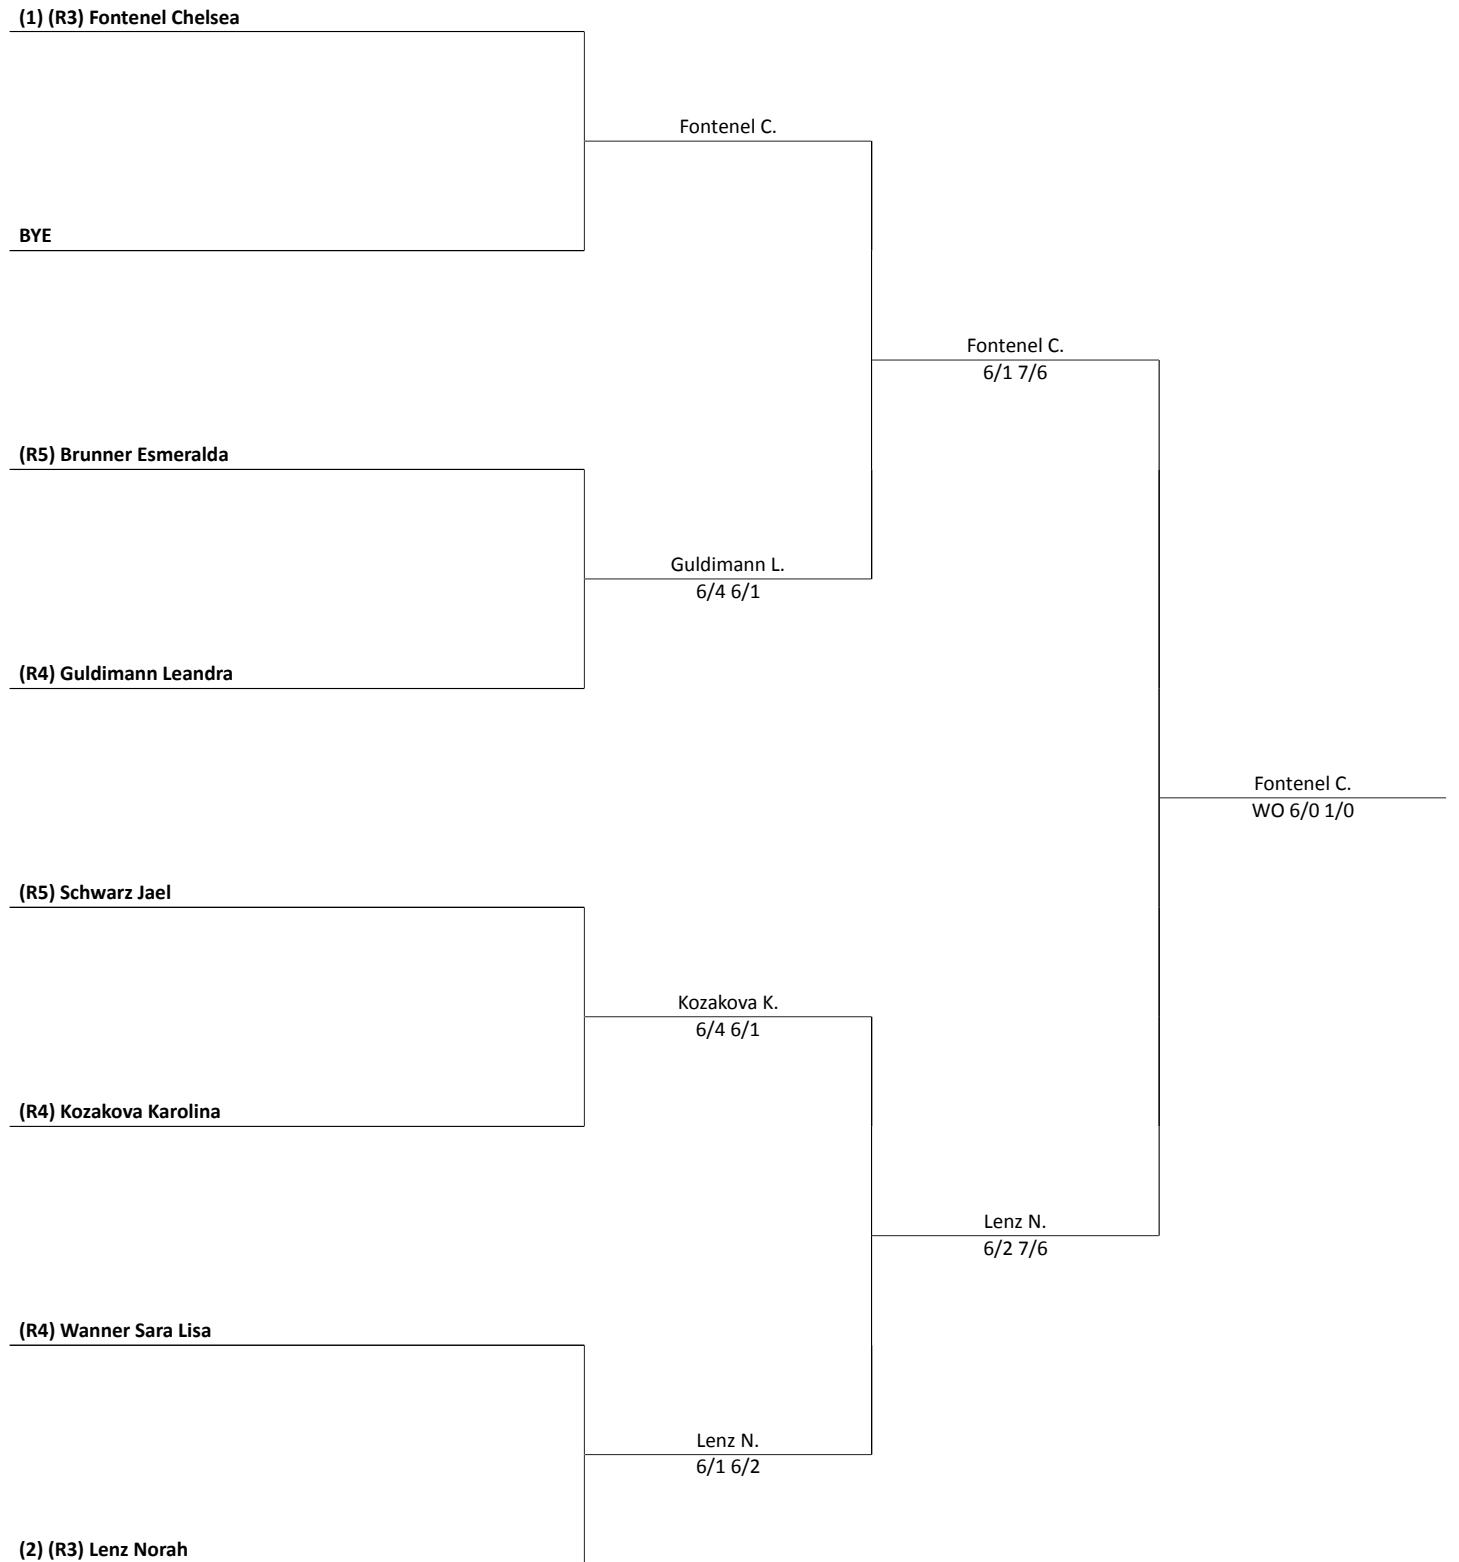 (1) (R3) Fontenel Chelsea
Fontenel C.
BYE
Fontenel C.
6/1 7/6
(R5) Brunner Esmeralda
Guldimann L.
6/4 6/1
(R4) Guldimann Leandra
Fontenel C.
WO 6/0 1/0
(R5) Schwarz Jael
Kozakova K.
6/4 6/1
(R4) Kozakova Karolina
Lenz N.
6/2 7/6
(R4) Wanner Sara Lisa
Lenz N.
6/1 6/2
(2) (R3) Lenz Norah